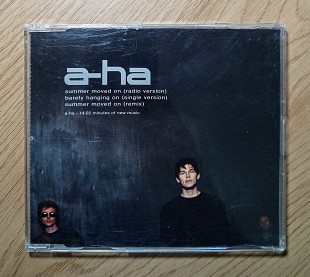 a-ha
summer moved on (radio version)
barely hanging on (single version)
summer moved on (remix)
a-ha – 14.02 minutes of new music